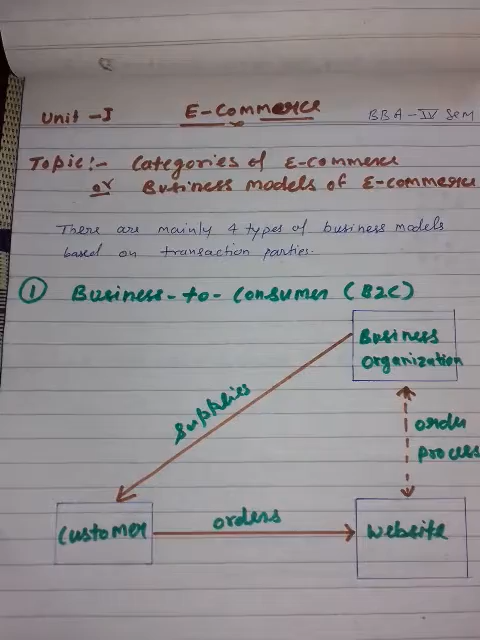 Unit-I E-Commerce BBA-IV Sem
Topic:- Categories of E-commerce
or Business models of E-commerce
There are mainly 4 types of business models
based on transaction parties.
① Business-to-Consumer (B2C)
Business
Organization
Supplies
order
process
Customer
orders
Website